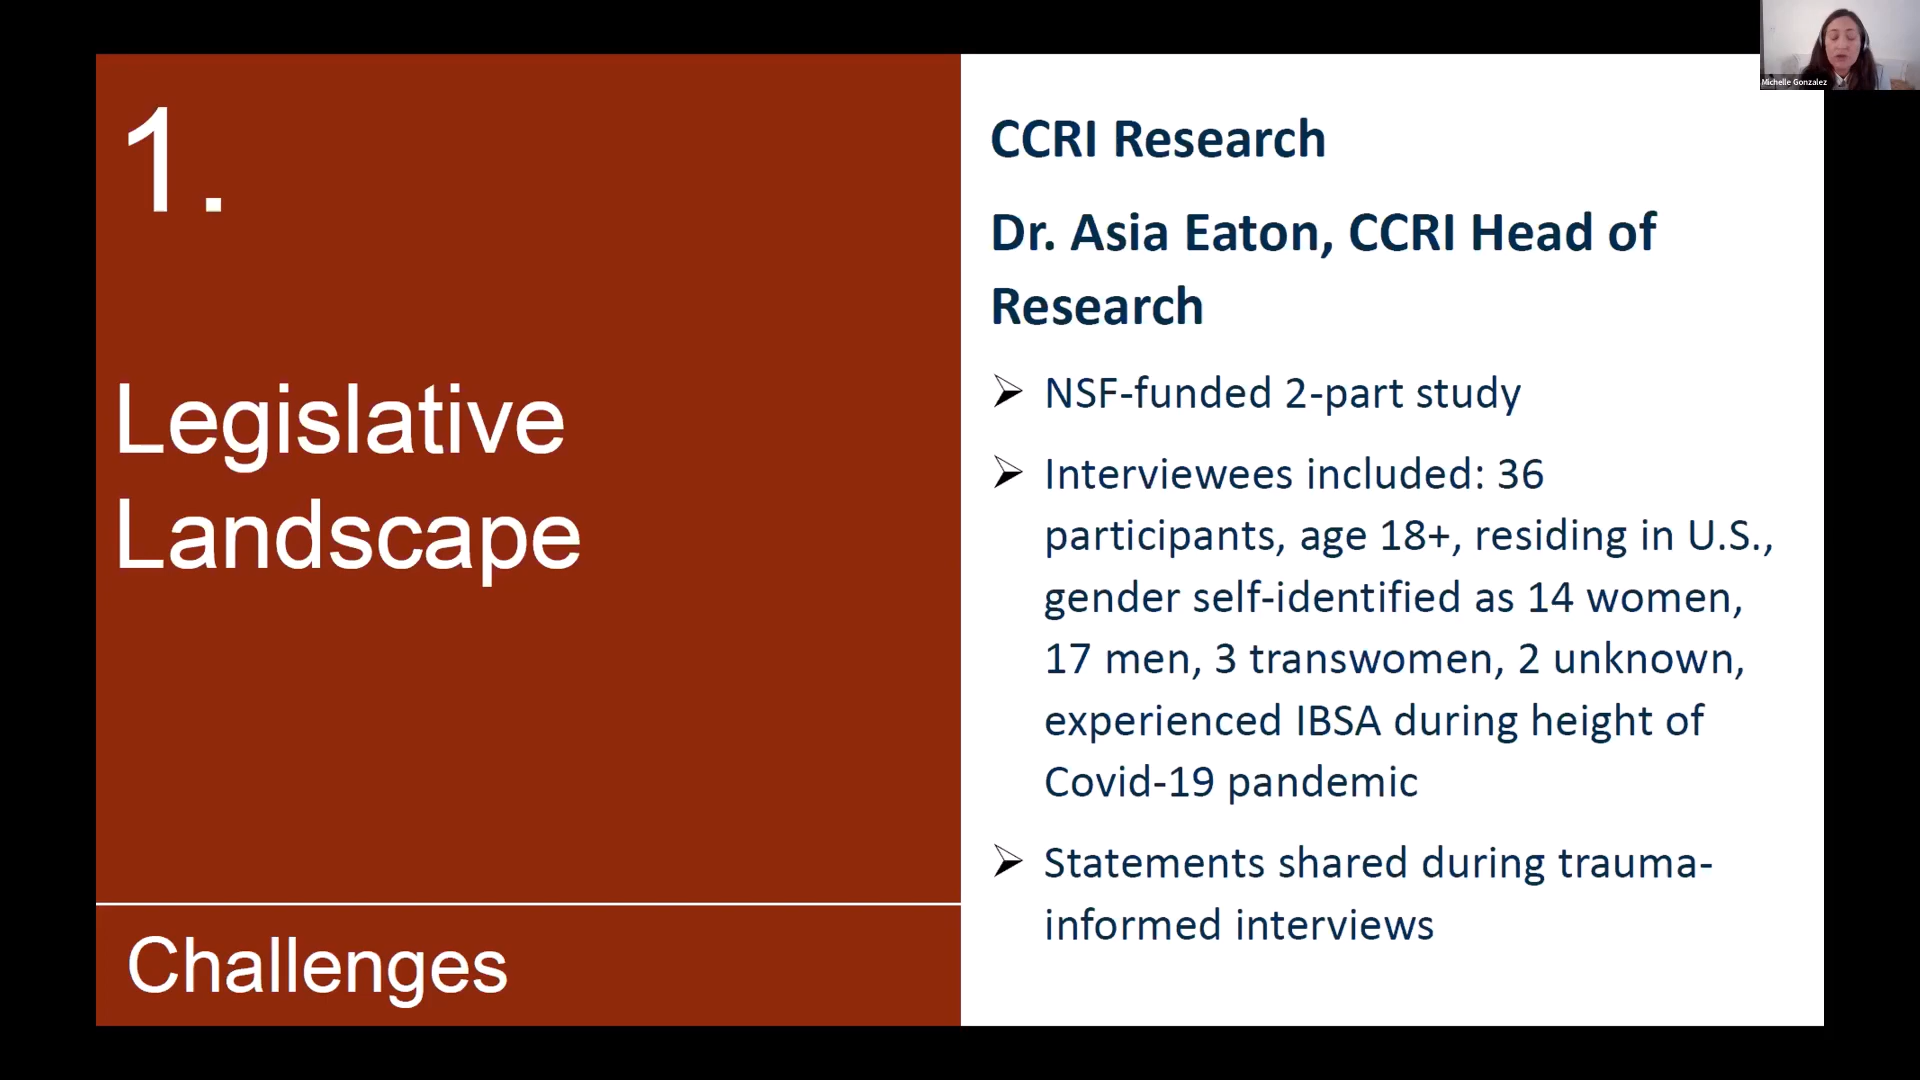 1.
Legislative
Landscape
Challenges
CCRI Research
Dr. Asia Eaton, CCRI Head of
Research
NSF-funded 2-part study
Interviewees included: 36
participants, age 18+, residing in U.S.,
gender self-identified as 14 women,
17 men, 3 transwomen, 2 unknown,
experienced IBSA during height of
Covid-19 pandemic
Statements shared during trauma-
informed interviews
Michelle Gonzalez